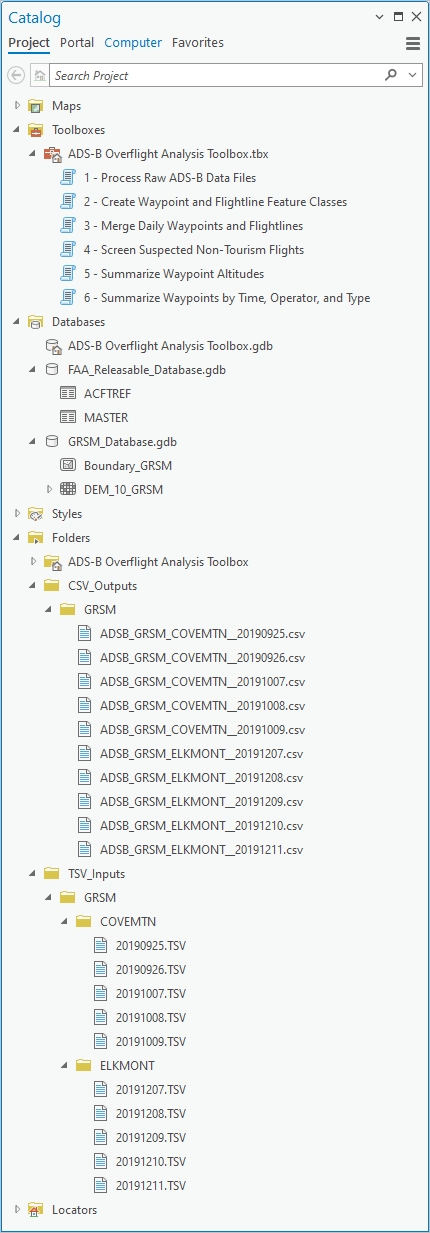 Catalog
Project Portal Computer Favorites
Search Project
Maps
Toolboxes
ADS-B Overflight Analysis Toolbox.tbx
1 - Process Raw ADS-B Data Files
2 - Create Waypoint and Flightline Feature Classes
3 - Merge Daily Waypoints and Flightlines
4 - Screen Suspected Non-Tourism Flights
5 - Summarize Waypoint Altitudes
6 - Summarize Waypoints by Time, Operator, and Type
Databases
ADS-B Overflight Analysis Toolbox.gdb
FAA_Releasable_Database.gdb
ACFTREF
MASTER
GRSM_Database.gdb
Boundary_GRSM
DEM_10_GRSM
Styles
Folders
ADS-B Overflight Analysis Toolbox
CSV_Outputs
GRSM
ADSB_GRSM_COVEMTN__20190925.csv
ADSB_GRSM_COVEMTN__20190926.csv
ADSB_GRSM_COVEMTN__20191007.csv
ADSB_GRSM_COVEMTN__20191008.csv
ADSB_GRSM_COVEMTN__20191009.csv
ADSB_GRSM_ELKMONT__20191207.csv
ADSB_GRSM_ELKMONT__20191208.csv
ADSB_GRSM_ELKMONT__20191209.csv
ADSB_GRSM_ELKMONT__20191210.csv
ADSB_GRSM_ELKMONT__20191211.csv
TSV_Inputs
GRSM
COVEMTN
20190925.TSV
20190926.TSV
20191007.TSV
20191008.TSV
20191009.TSV
ELKMONT
20191207.TSV
20191208.TSV
20191209.TSV
20191210.TSV
20191211.TSV
Locators